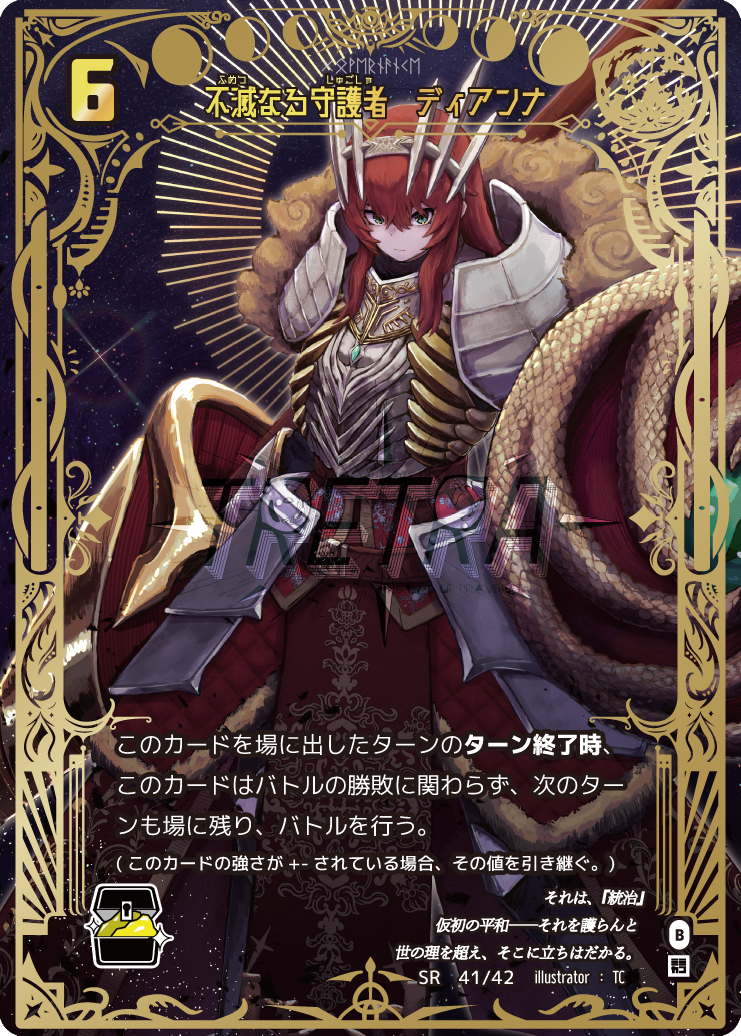 6
ᚷᛟᚡᛖᚱᚾᚨᚾᚲᛖ
ふめつ しゅごしゃ
不滅なる守護者 ディアンナ
TRETRA
このカードを場に出したターンのターン終了時、
このカードはバトルの勝敗に関わらず、次のター
ンも場に残り、バトルを行う。
(このカードの強さが +- されている場合、その値を引き継ぐ。)
それは、『統治』
仮初の平和――それを護らんと
世の理を超え、そこに立ちはだかる。
B
SR 41/42 illustrator : TC